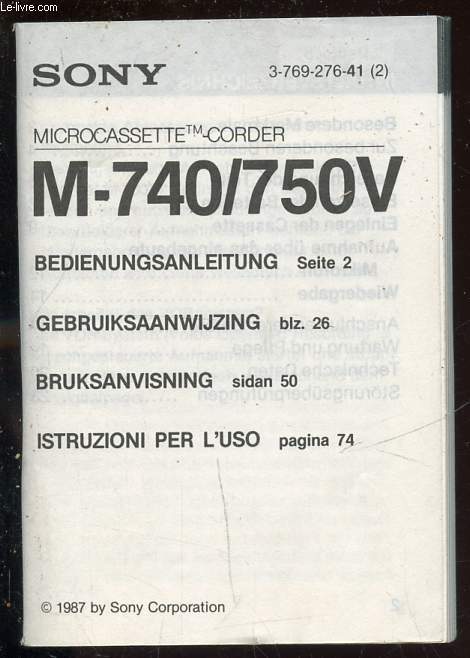 Le-livre.com
SONY 3-769-276-41 (2)
MICROCASSETTE™-CORDER
M-740/750V
BEDIENUNGSANLEITUNG Seite 2
GEBRUIKSAANWIJZING blz. 26
BRUKSANVISNING sidan 50
ISTRUZIONI PER L'USO pagina 74
© 1987 by Sony Corporation